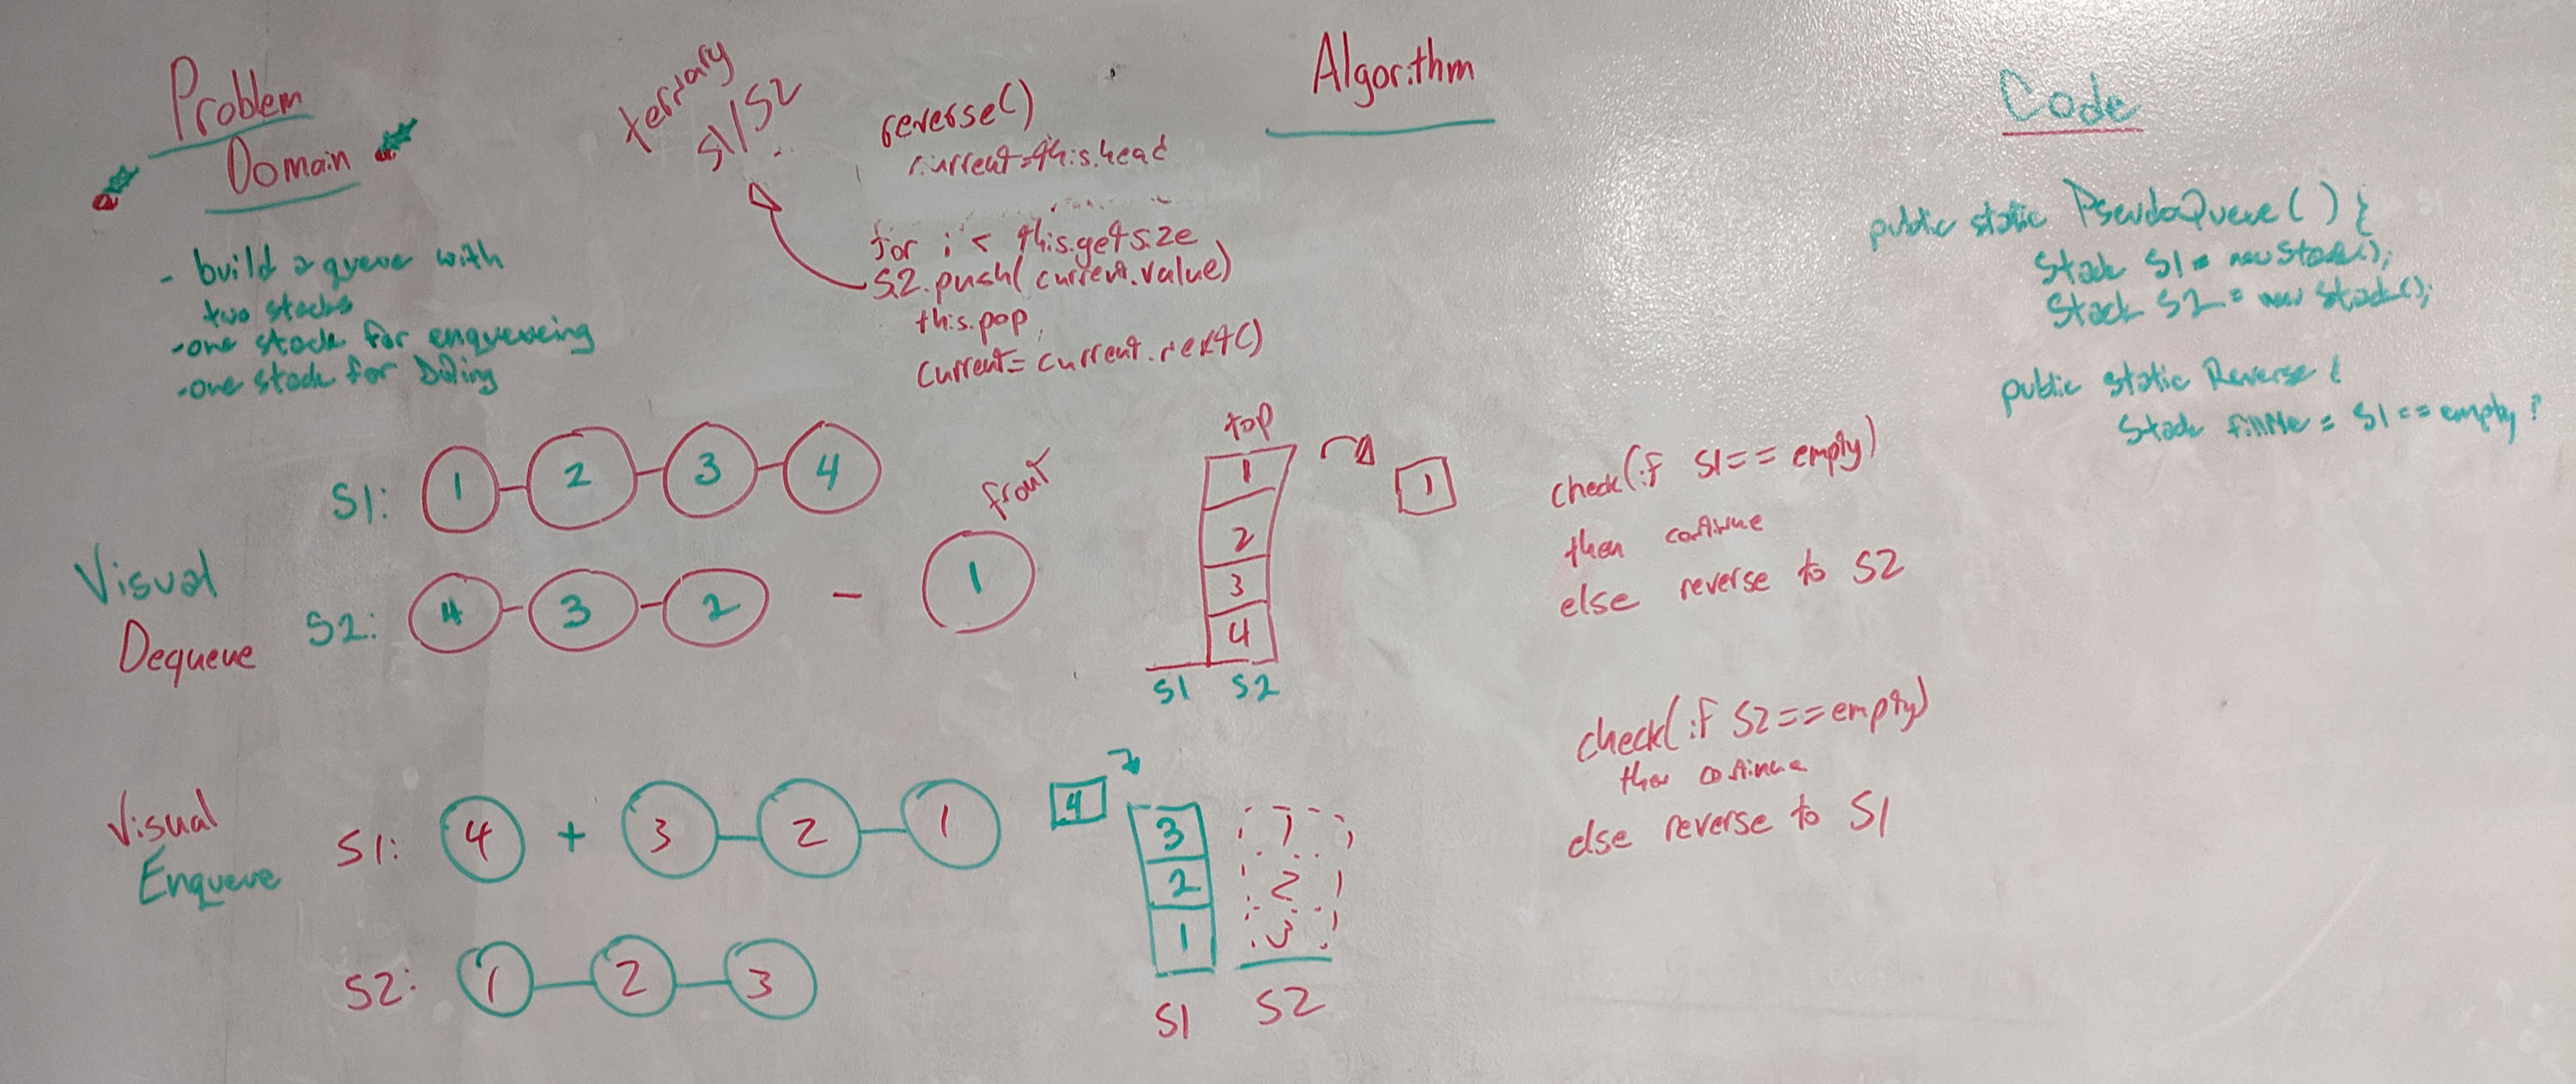 Problem
Domain
- build a queue with
two stacks
- one stack for enqueueing
- one stack for DQing
ternary
S1/S2
reverse()
current=this.head
for i < this.getsize
S2.push(current.value)
this.pop
current= current.next()
Algorithm
Code
public static PseudoQueue() {
Stack S1 = new Stack();
Stack S2 = new Stack();
public static Reverse {
Stack fillMe = S1 == empty ?
Visual
Dequeue
S1: 1 - 2 - 3 - 4
S2: 4 - 3 - 2 - 1
front
top
1
2
3
4
S1 S2
1
check(if S1== empty)
then continue
else reverse to S2
check(if S2==empty)
then continue
else reverse to S1
Visual
Enqueue
S1: 4 + 3 - 2 - 1
S2: 1 - 2 - 3
4
3 1
2 2
1 3
S1 S2